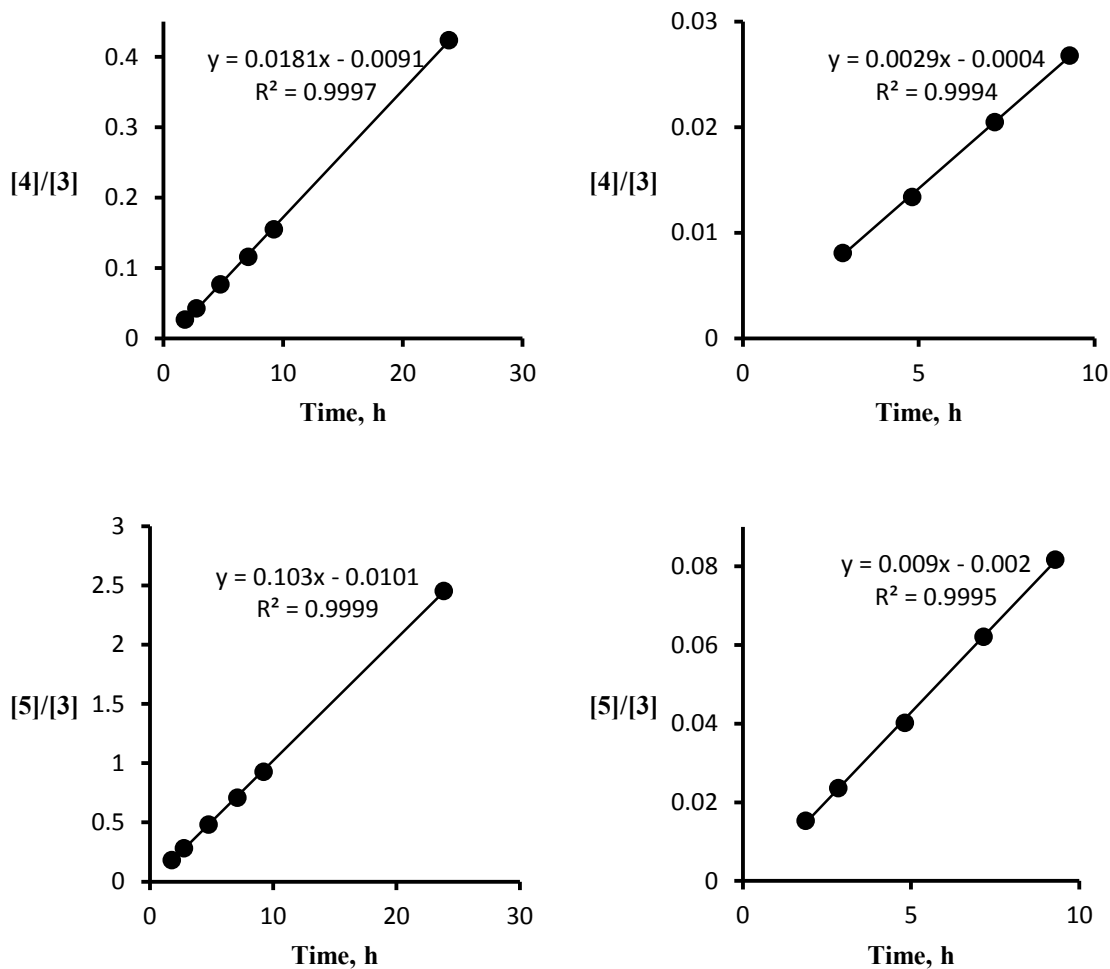 0.4
0.3
0.2
0.1
0
y = 0.0181x - 0.0091
R² = 0.9997
[4]/[3]
0 10 20 30
Time, h
0.03
0.02
0.01
0
y = 0.0029x - 0.0004
R² = 0.9994
[4]/[3]
0 5 10
Time, h
3
2.5
2
1.5
1
0.5
0
y = 0.103x - 0.0101
R² = 0.9999
[5]/[3]
0 10 20 30
Time, h
0.08
0.06
0.04
0.02
0
y = 0.009x - 0.002
R² = 0.9995
[5]/[3]
0 5 10
Time, h